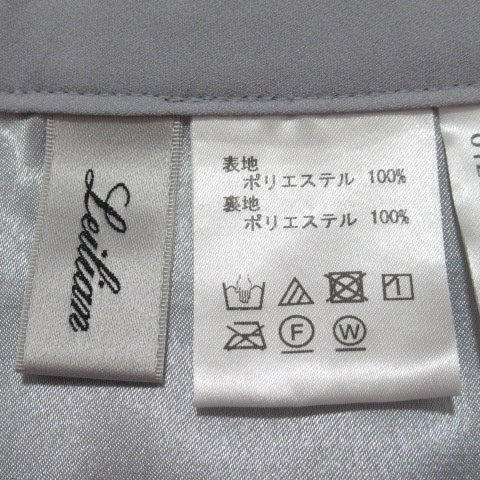 Leilian
表地
ポリエステル 100%
裏地
ポリエステル 100%
F W